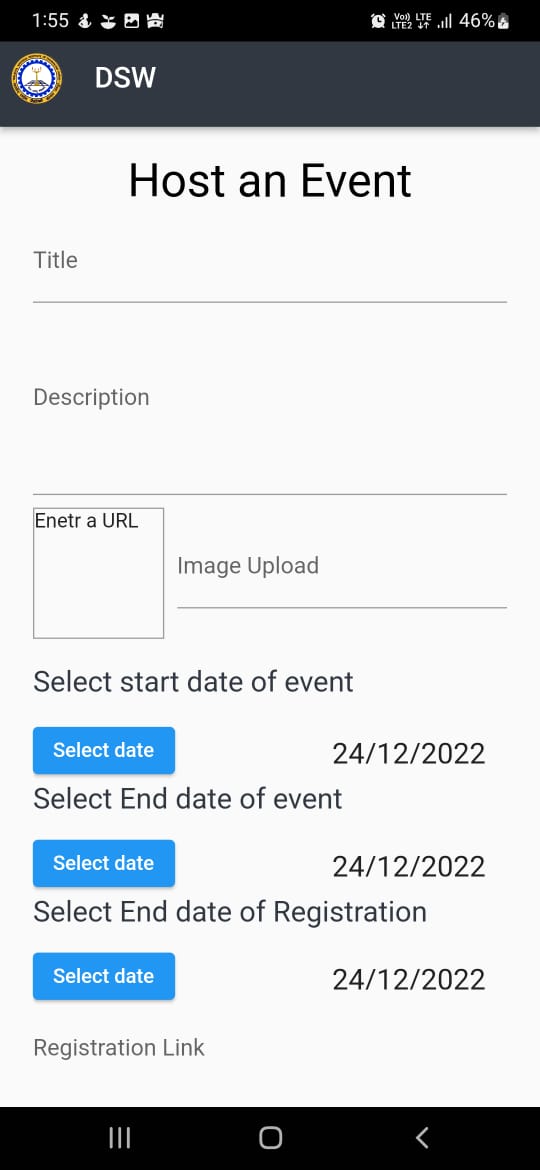 1:55
Vo)) LTE
LTE2
46%
DSW
Host an Event
Title
Description
Enetr a URL
Image Upload
Select start date of event
Select date 24/12/2022
Select End date of event
Select date 24/12/2022
Select End date of Registration
Select date 24/12/2022
Registration Link